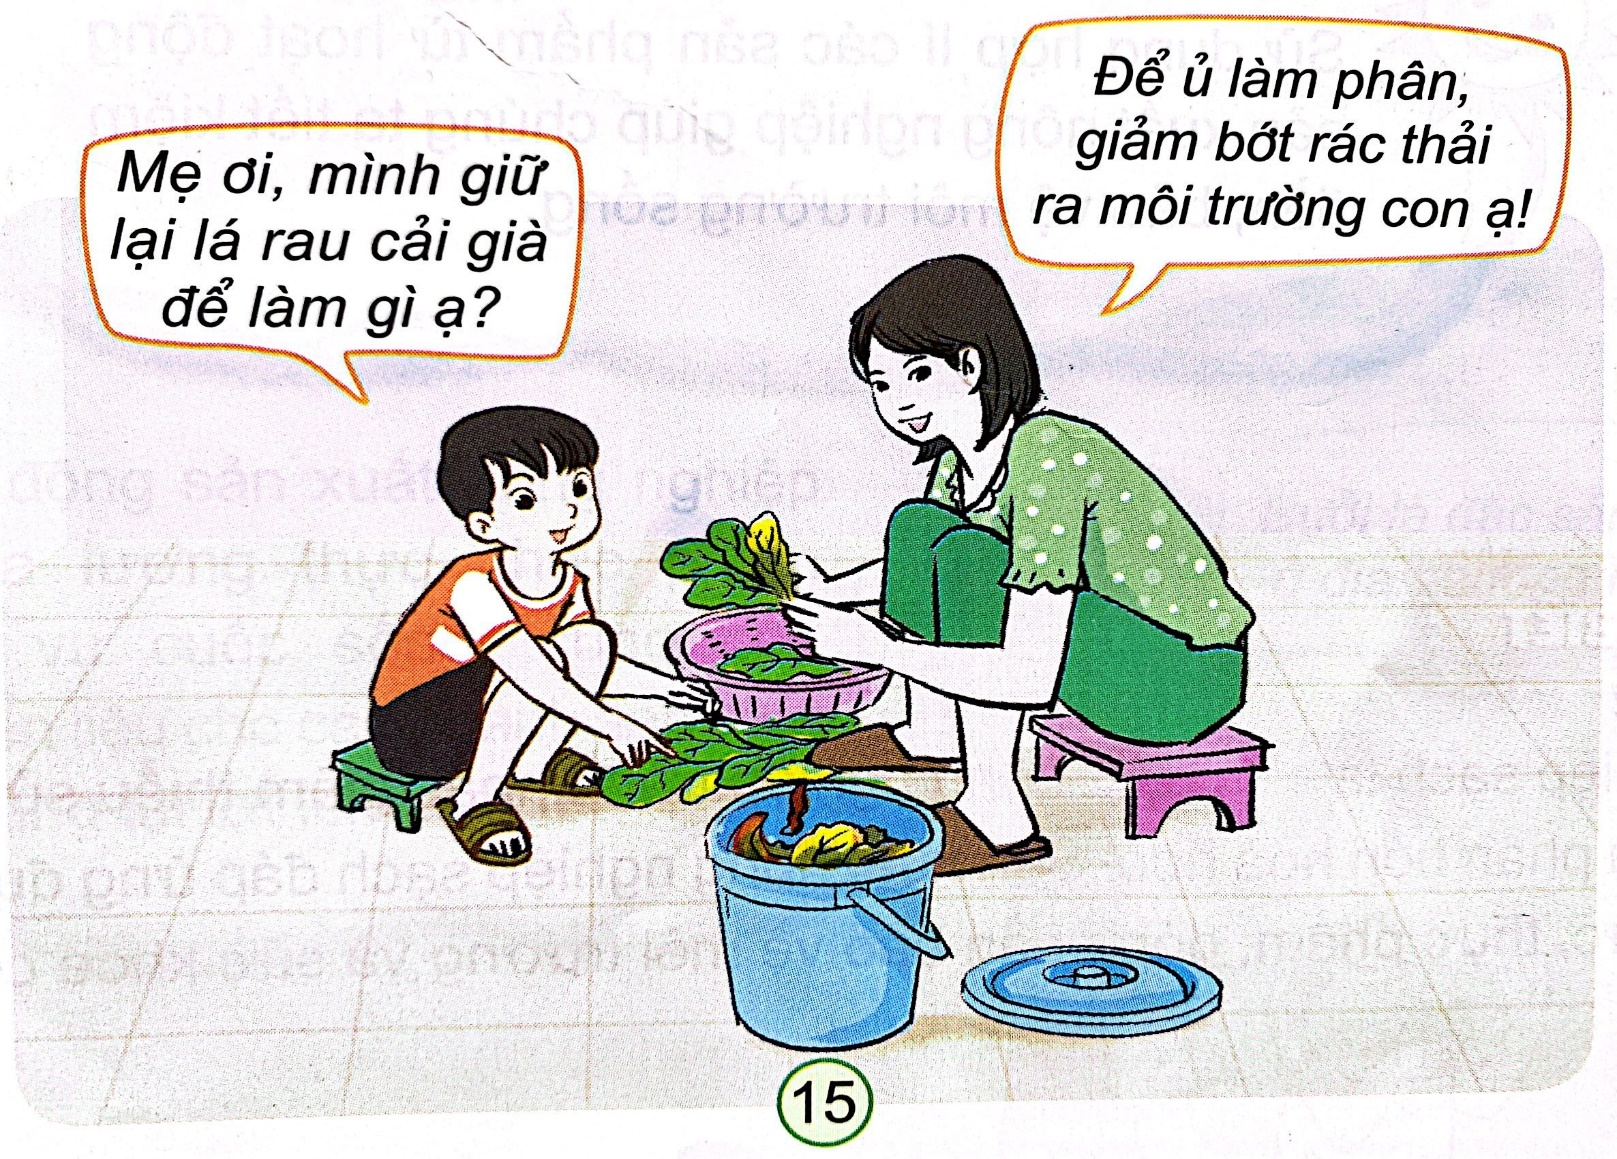 Mẹ ơi, mình giữ
lại lá rau cải già
để làm gì ạ?
Để ủ làm phân,
giảm bớt rác thải
ra môi trường con ạ!
15